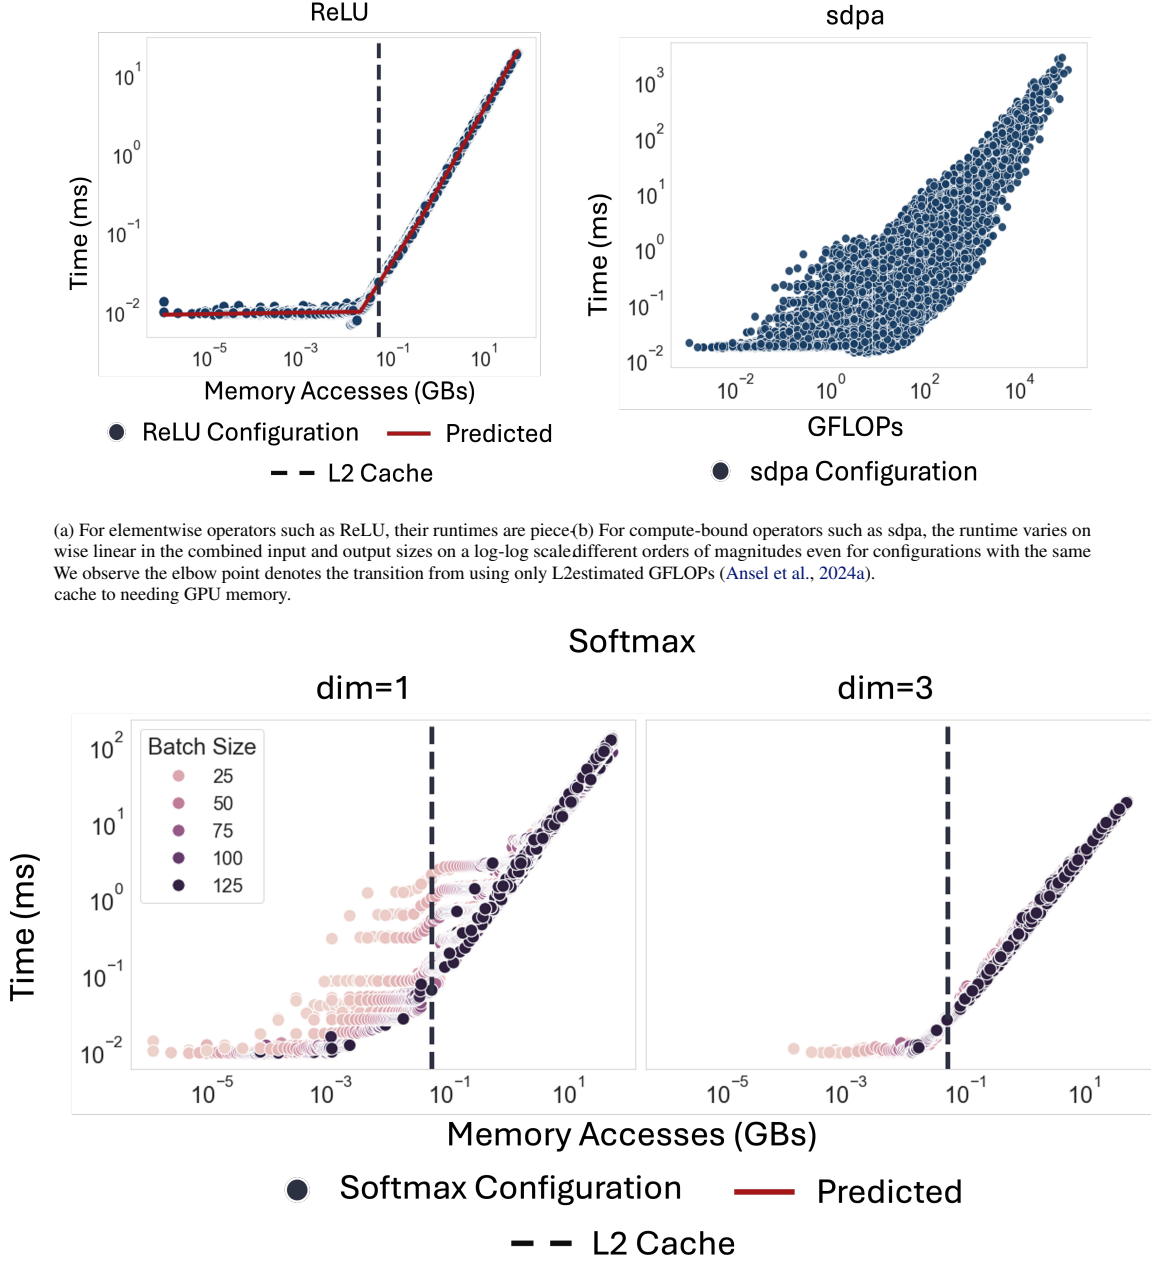 ReLU
sdpa
Time (ms)
10^1
10^0
10^−1
10^−2
10^−5
10^−3
10^−1
10^1
Memory Accesses (GBs)
ReLU Configuration
Predicted
L2 Cache
Time (ms)
10^3
10^2
10^1
10^0
10^−1
10^−2
10^−2
10^0
10^2
10^4
GFLOPs
sdpa Configuration
(a) For elementwise operators such as ReLU, their runtimes are piece-
wise linear in the combined input and output sizes on a log-log scale
We observe the elbow point denotes the transition from using only L2
cache to needing GPU memory.
(b) For compute-bound operators such as sdpa, the runtime varies on
different orders of magnitudes even for configurations with the same
estimated GFLOPs (Ansel et al., 2024a).
Softmax
dim=1
dim=3
Time (ms)
10^2
10^1
10^0
10^−1
10^−2
Batch Size
25
50
75
100
125
10^−5
10^−3
10^−1
10^1
10^−5
10^−3
10^−1
10^1
Memory Accesses (GBs)
Softmax Configuration
Predicted
L2 Cache